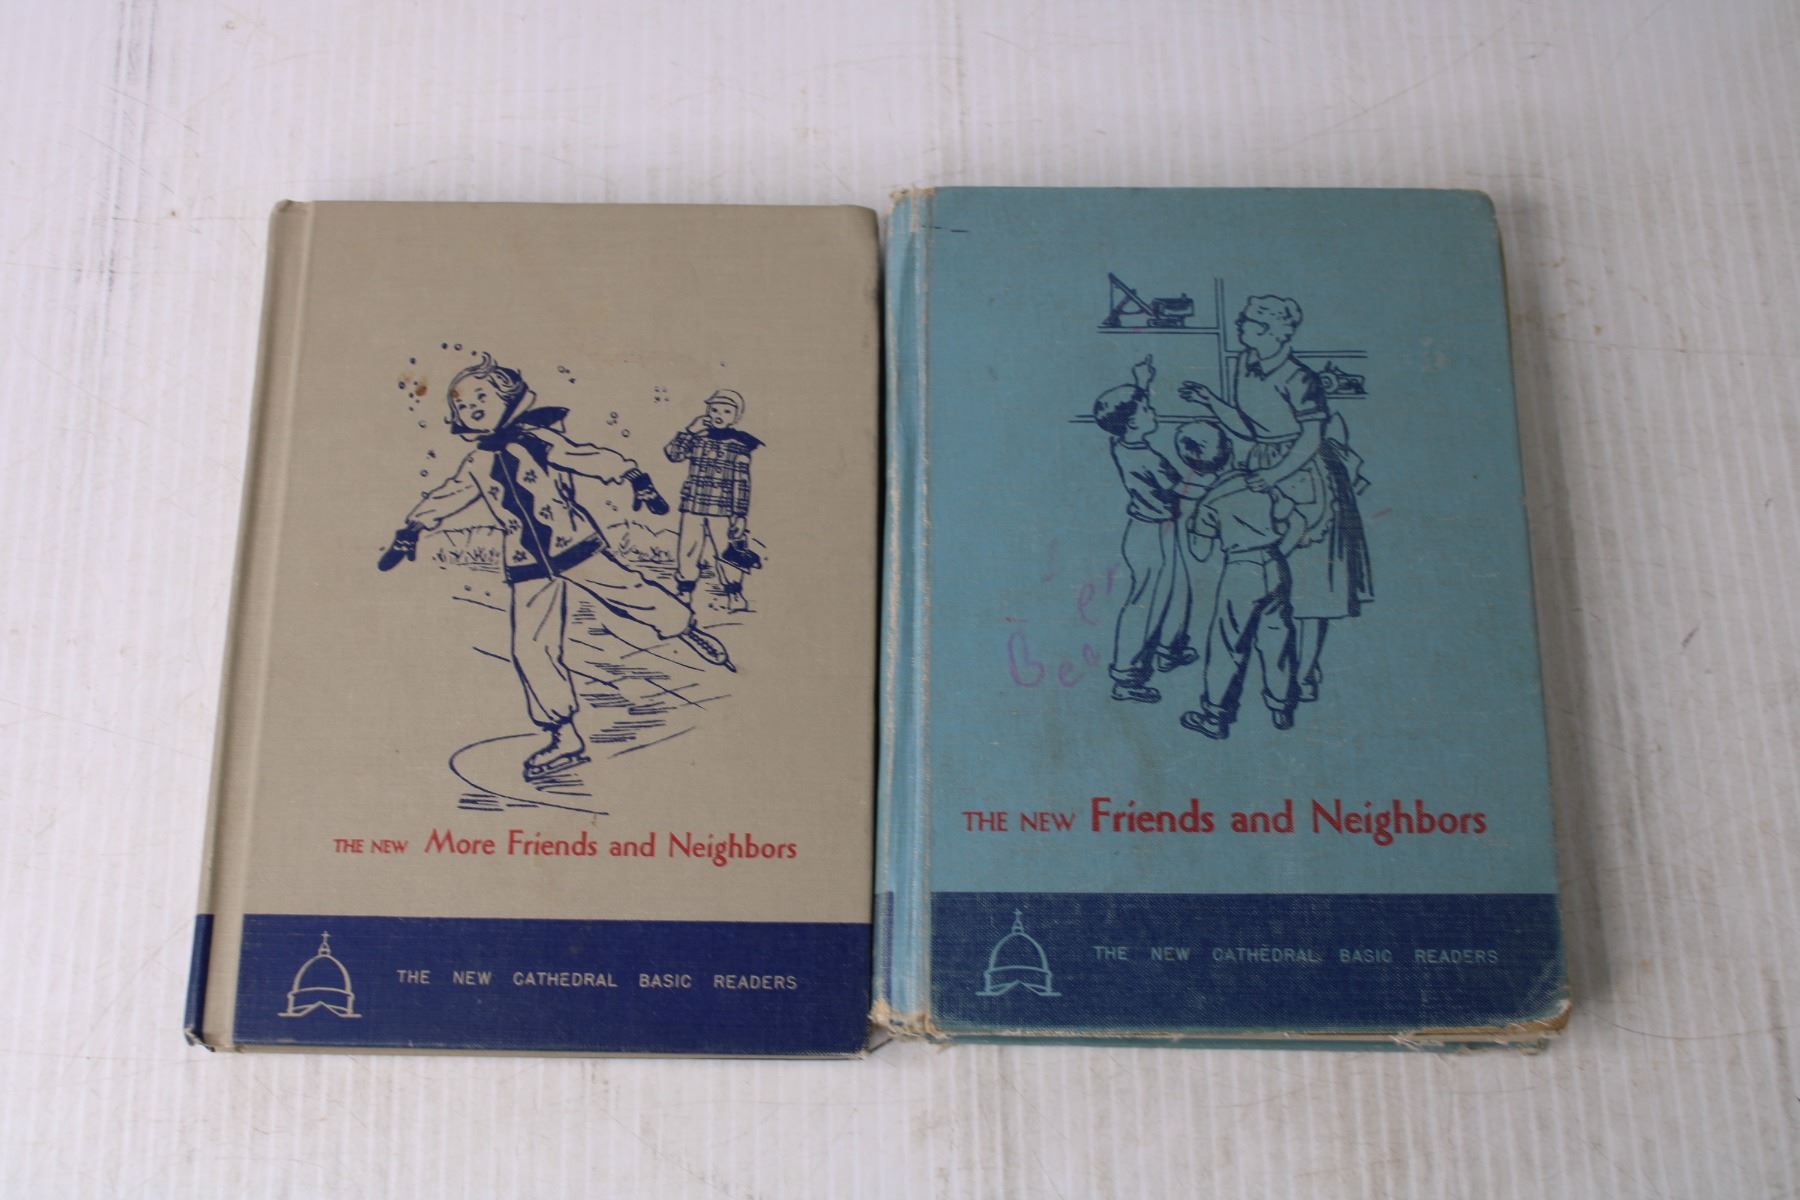 THE NEW More Friends and Neighbors
THE NEW CATHEDRAL BASIC READERS
THE NEW Friends and Neighbors
THE NEW CATHEDRAL BASIC READERS